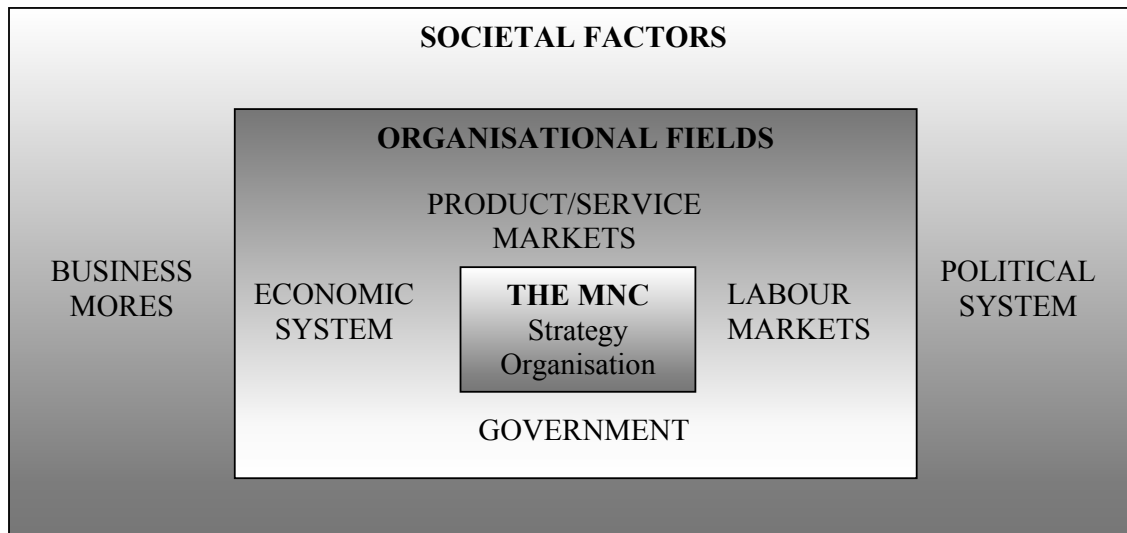 SOCIETAL FACTORS
ORGANISATIONAL FIELDS
PRODUCT/SERVICE
MARKETS
BUSINESS
MORES
ECONOMIC
SYSTEM
THE MNC
Strategy
Organisation
LABOUR
MARKETS
POLITICAL
SYSTEM
GOVERNMENT